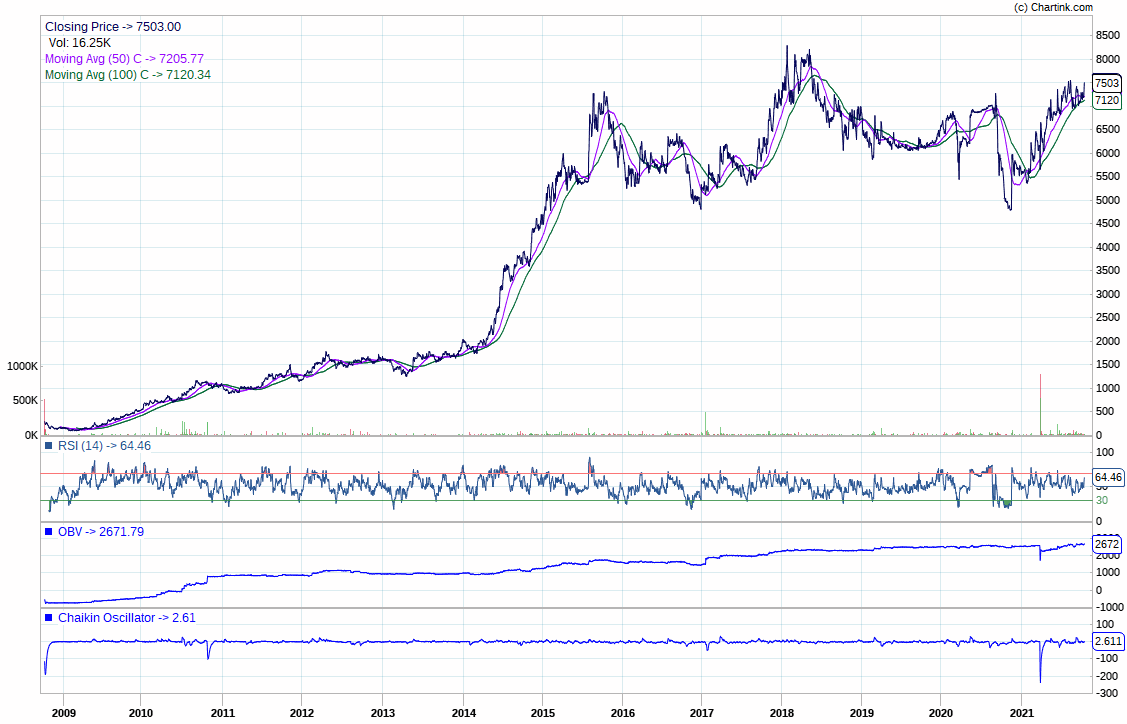 (c) Chartink.com
Closing Price -> 7503.00
Vol: 16.25K
Moving Avg (50) C -> 7205.77
Moving Avg (100) C -> 7120.34
8500
8000
7503
7120
6500
6000
5500
5000
4500
4000
3500
3000
2500
2000
1500
1000
500
0
1000K
500K
0K
RSI (14) -> 64.46
100
64.46
30
0
OBV -> 2671.79
2672
2000
1000
0
-1000
Chaikin Oscillator -> 2.61
100
2.611
-100
-200
-300
2009 2010 2011 2012 2013 2014 2015 2016 2017 2018 2019 2020 2021